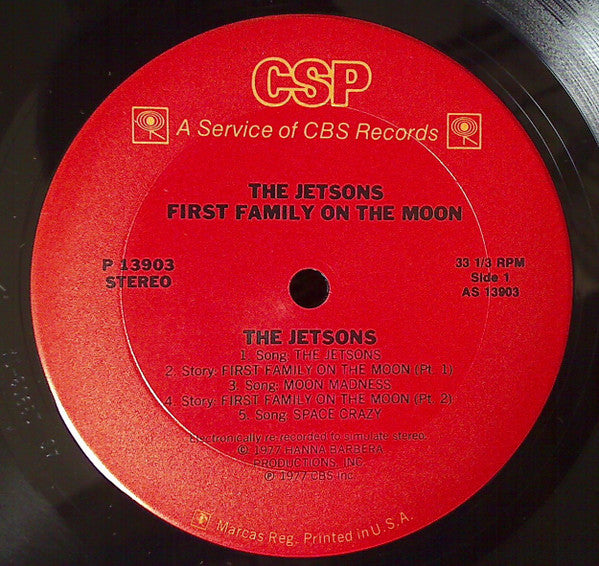 CSP
A Service of CBS Records
THE JETSONS
FIRST FAMILY ON THE MOON
P 13903
STEREO
33 1/3 RPM
Side 1
AS 13903
THE JETSONS
1. Song: THE JETSONS
2. Story: FIRST FAMILY ON THE MOON (Pt. 1)
3. Song: MOON MADNESS
4. Story: FIRST FAMILY ON THE MOON (Pt. 2)
5. Song: SPACE CRAZY
Electronically re-recorded to simulate stereo.
© 1977 HANNA BARBERA
PRODUCTIONS, INC.
℗ 1977 CBS Inc.
Marcas Reg. Printed in U.S.A.